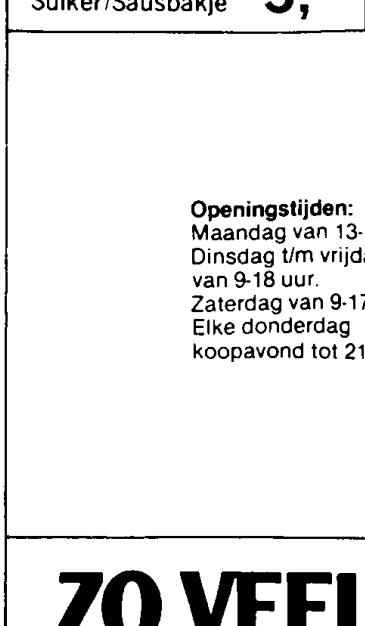 Suiker/Sausbakje
Openingstijden:
Maandag van 13-
Dinsdag t/m vrijda
van 9-18 uur.
Zaterdag van 9-17
Elke donderdag
koopavond tot 21
ZO VEEL